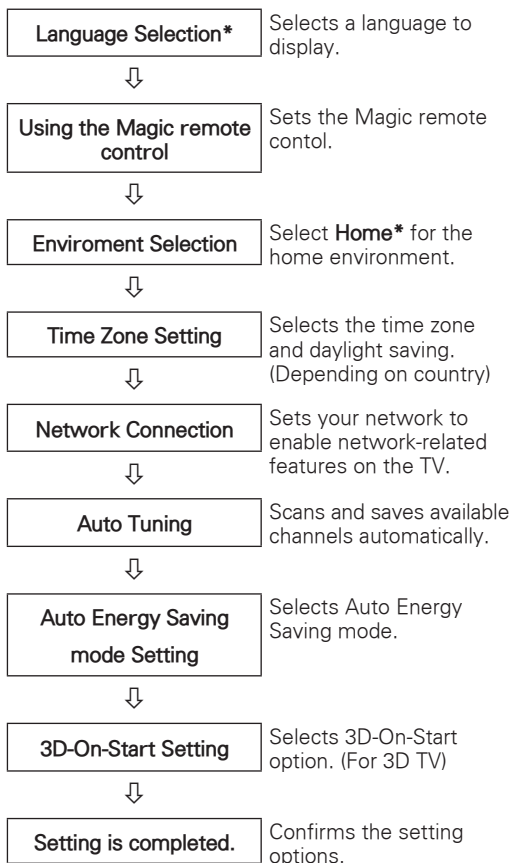 Language Selection*
Selects a language to
display.
⇩
Using the Magic remote
control
Sets the Magic remote
contol.
⇩
Enviroment Selection
Select Home* for the
home environment.
⇩
Time Zone Setting
Selects the time zone
and daylight saving.
(Depending on country)
⇩
Network Connection
Sets your network to
enable network-related
features on the TV.
⇩
Auto Tuning
Scans and saves available
channels automatically.
⇩
Auto Energy Saving
mode Setting
Selects Auto Energy
Saving mode.
⇩
3D-On-Start Setting
Selects 3D-On-Start
option. (For 3D TV)
⇩
Setting is completed.
Confirms the setting
options.